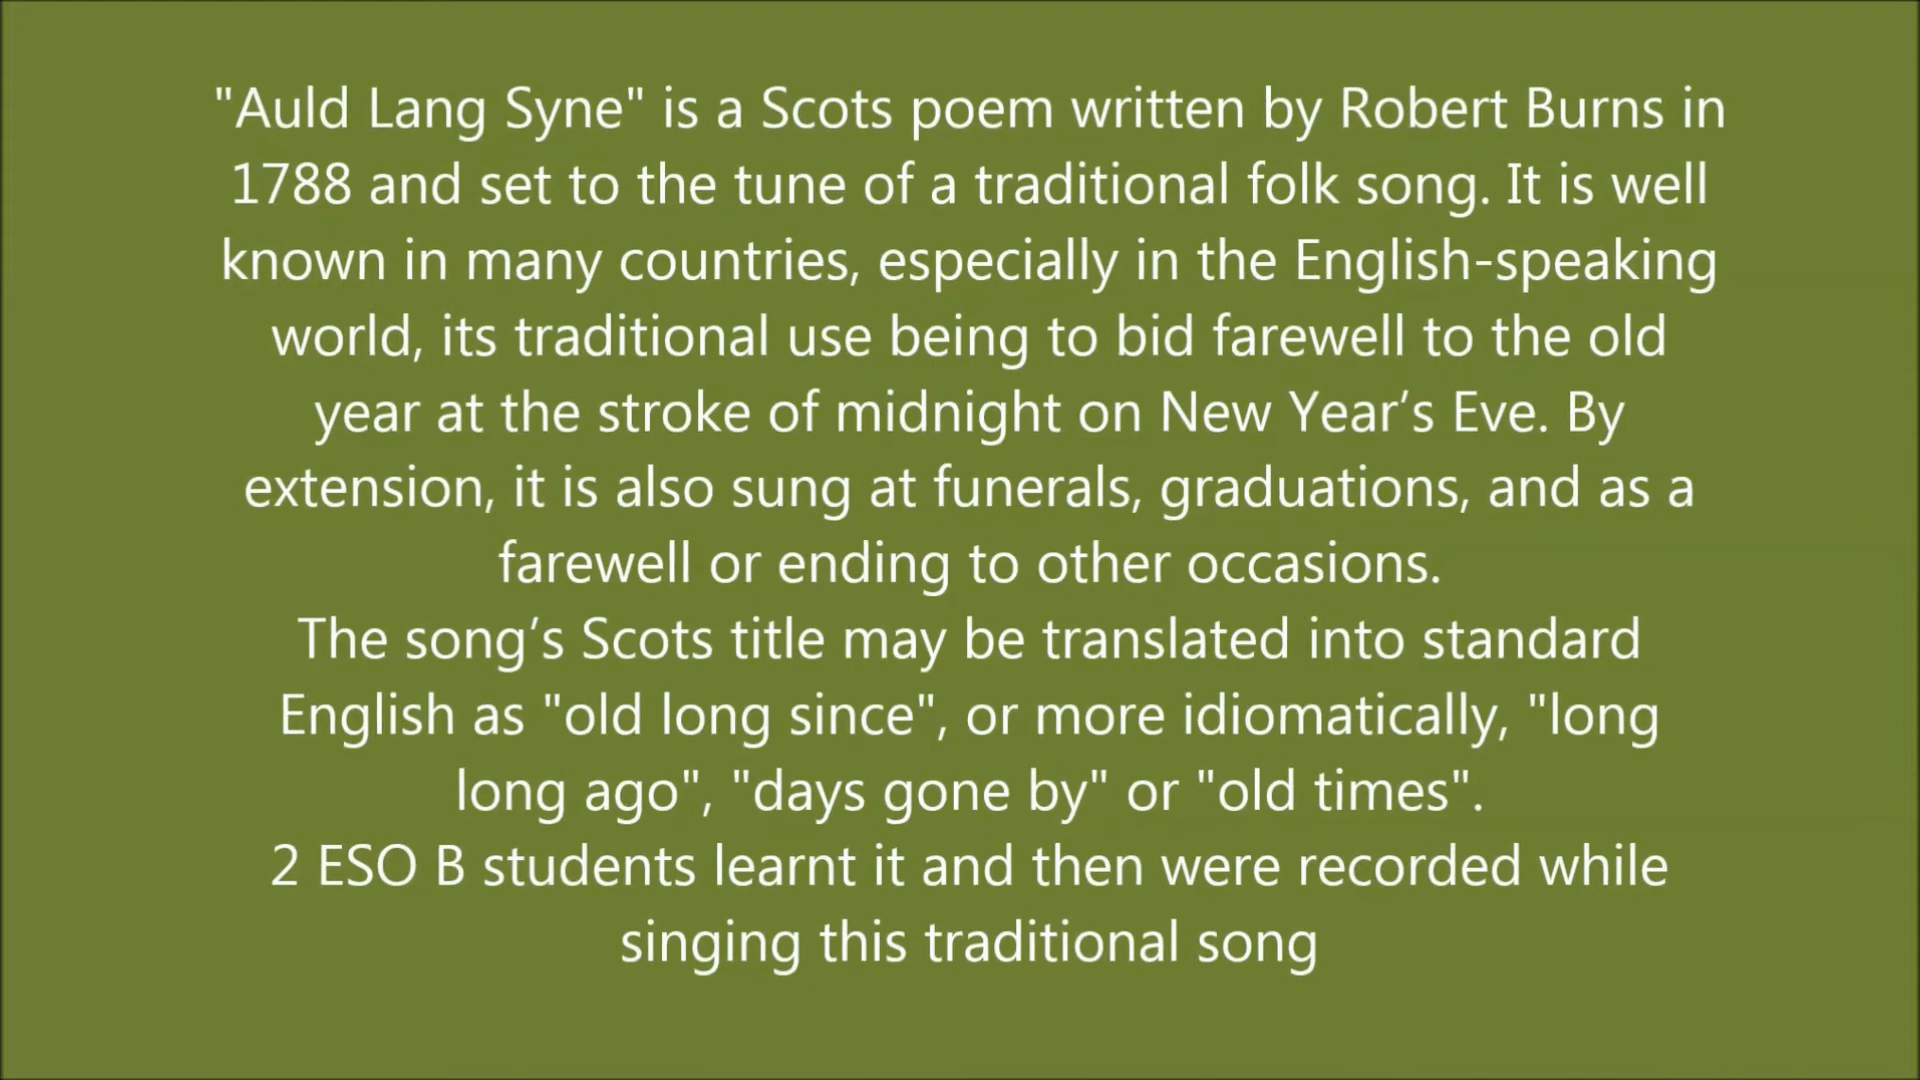 "Auld Lang Syne" is a Scots poem written by Robert Burns in
1788 and set to the tune of a traditional folk song. It is well
known in many countries, especially in the English-speaking
world, its traditional use being to bid farewell to the old
year at the stroke of midnight on New Year’s Eve. By
extension, it is also sung at funerals, graduations, and as a
farewell or ending to other occasions.
The song’s Scots title may be translated into standard
English as "old long since", or more idiomatically, "long
long ago", "days gone by" or "old times".
2 ESO B students learnt it and then were recorded while
singing this traditional song